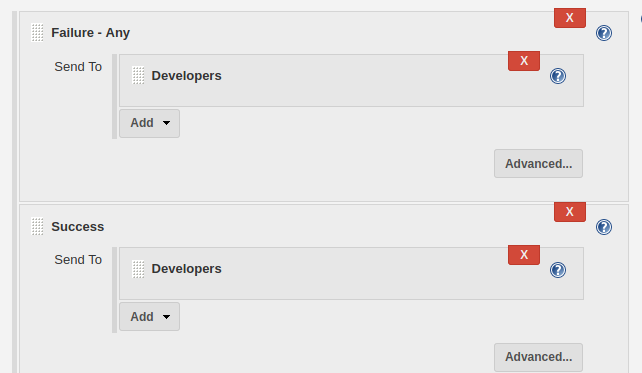 X
Failure - Any
?
Send To
X
Developers
?
Add
Advanced...
X
Success
?
Send To
X
Developers
?
Add
Advanced...